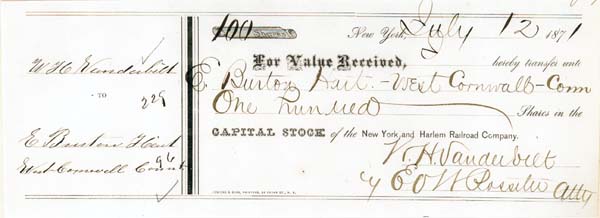 W H Vanderbilt
TO
229
E Burton Hart
West Cornwall Conn
96
100
New York, July 12 1871
For Value Received, hereby transfer unto
E Burton Hart - West Cornwall - Conn
One Hundred Shares in the
CAPITAL STOCK of the New York and Harlem Railroad Company.
W. H. Vanderbilt
by E O W Rossiter Atty